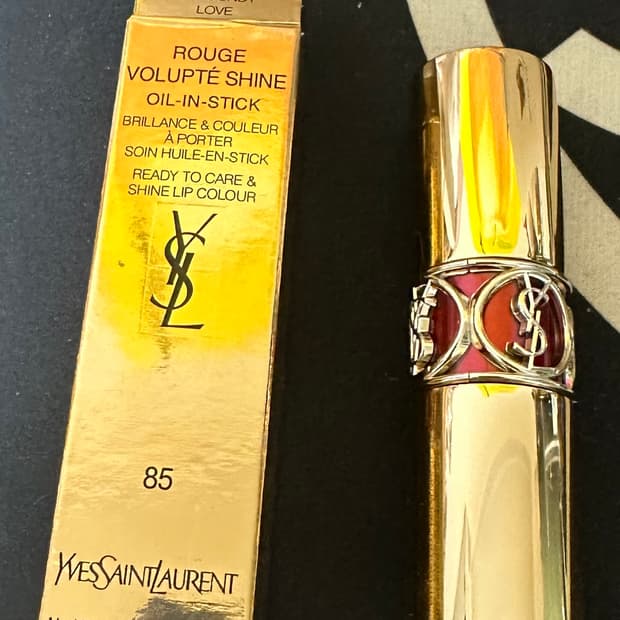 LOVE
ROUGE
VOLUPTÉ SHINE
OIL-IN-STICK
BRILLANCE & COULEUR
À PORTER
SOIN HUILE-EN-STICK
READY TO CARE &
SHINE LIP COLOUR
YSL
85
YVESSAINTLAURENT
YSL